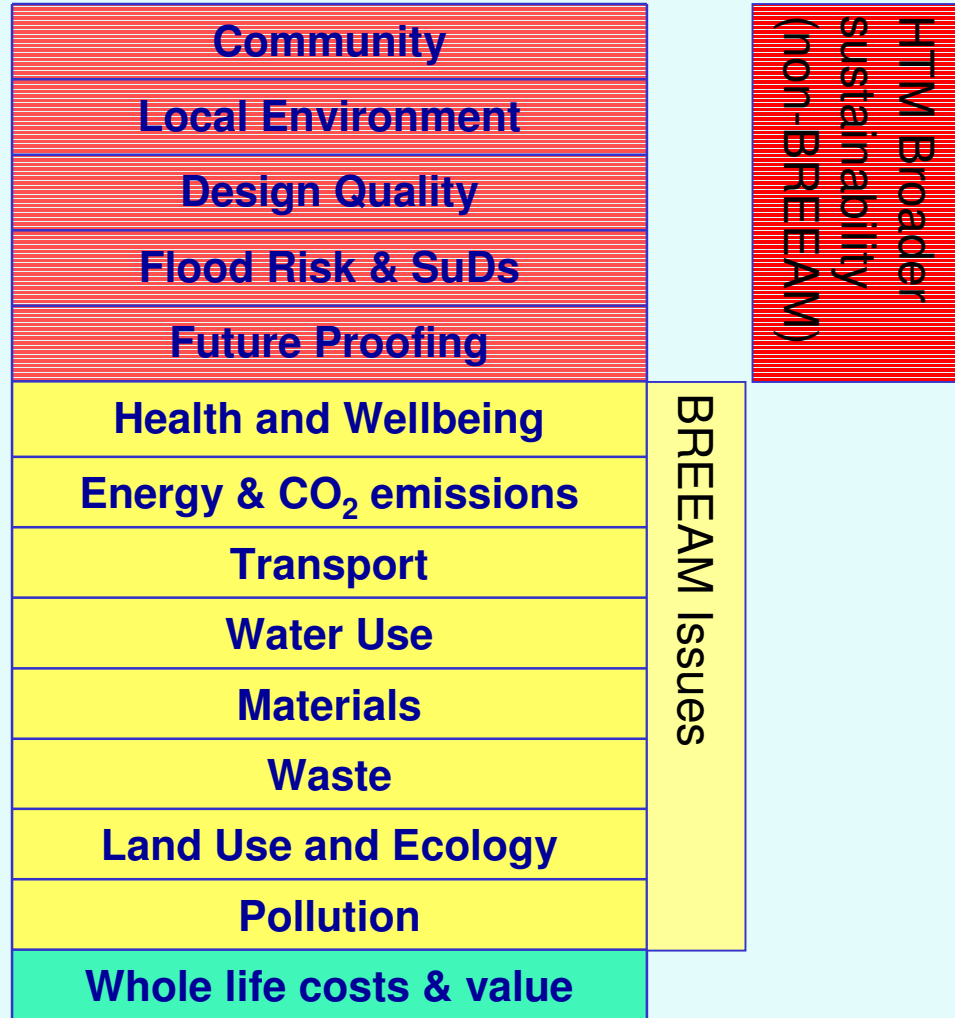 Community
Local Environment
Design Quality
Flood Risk & SuDs
Future Proofing
Health and Wellbeing
Energy & CO₂ emissions
Transport
Water Use
Materials
Waste
Land Use and Ecology
Pollution
Whole life costs & value
BREEAM Issues
HTM Broader
sustainability
(non-BREEAM)